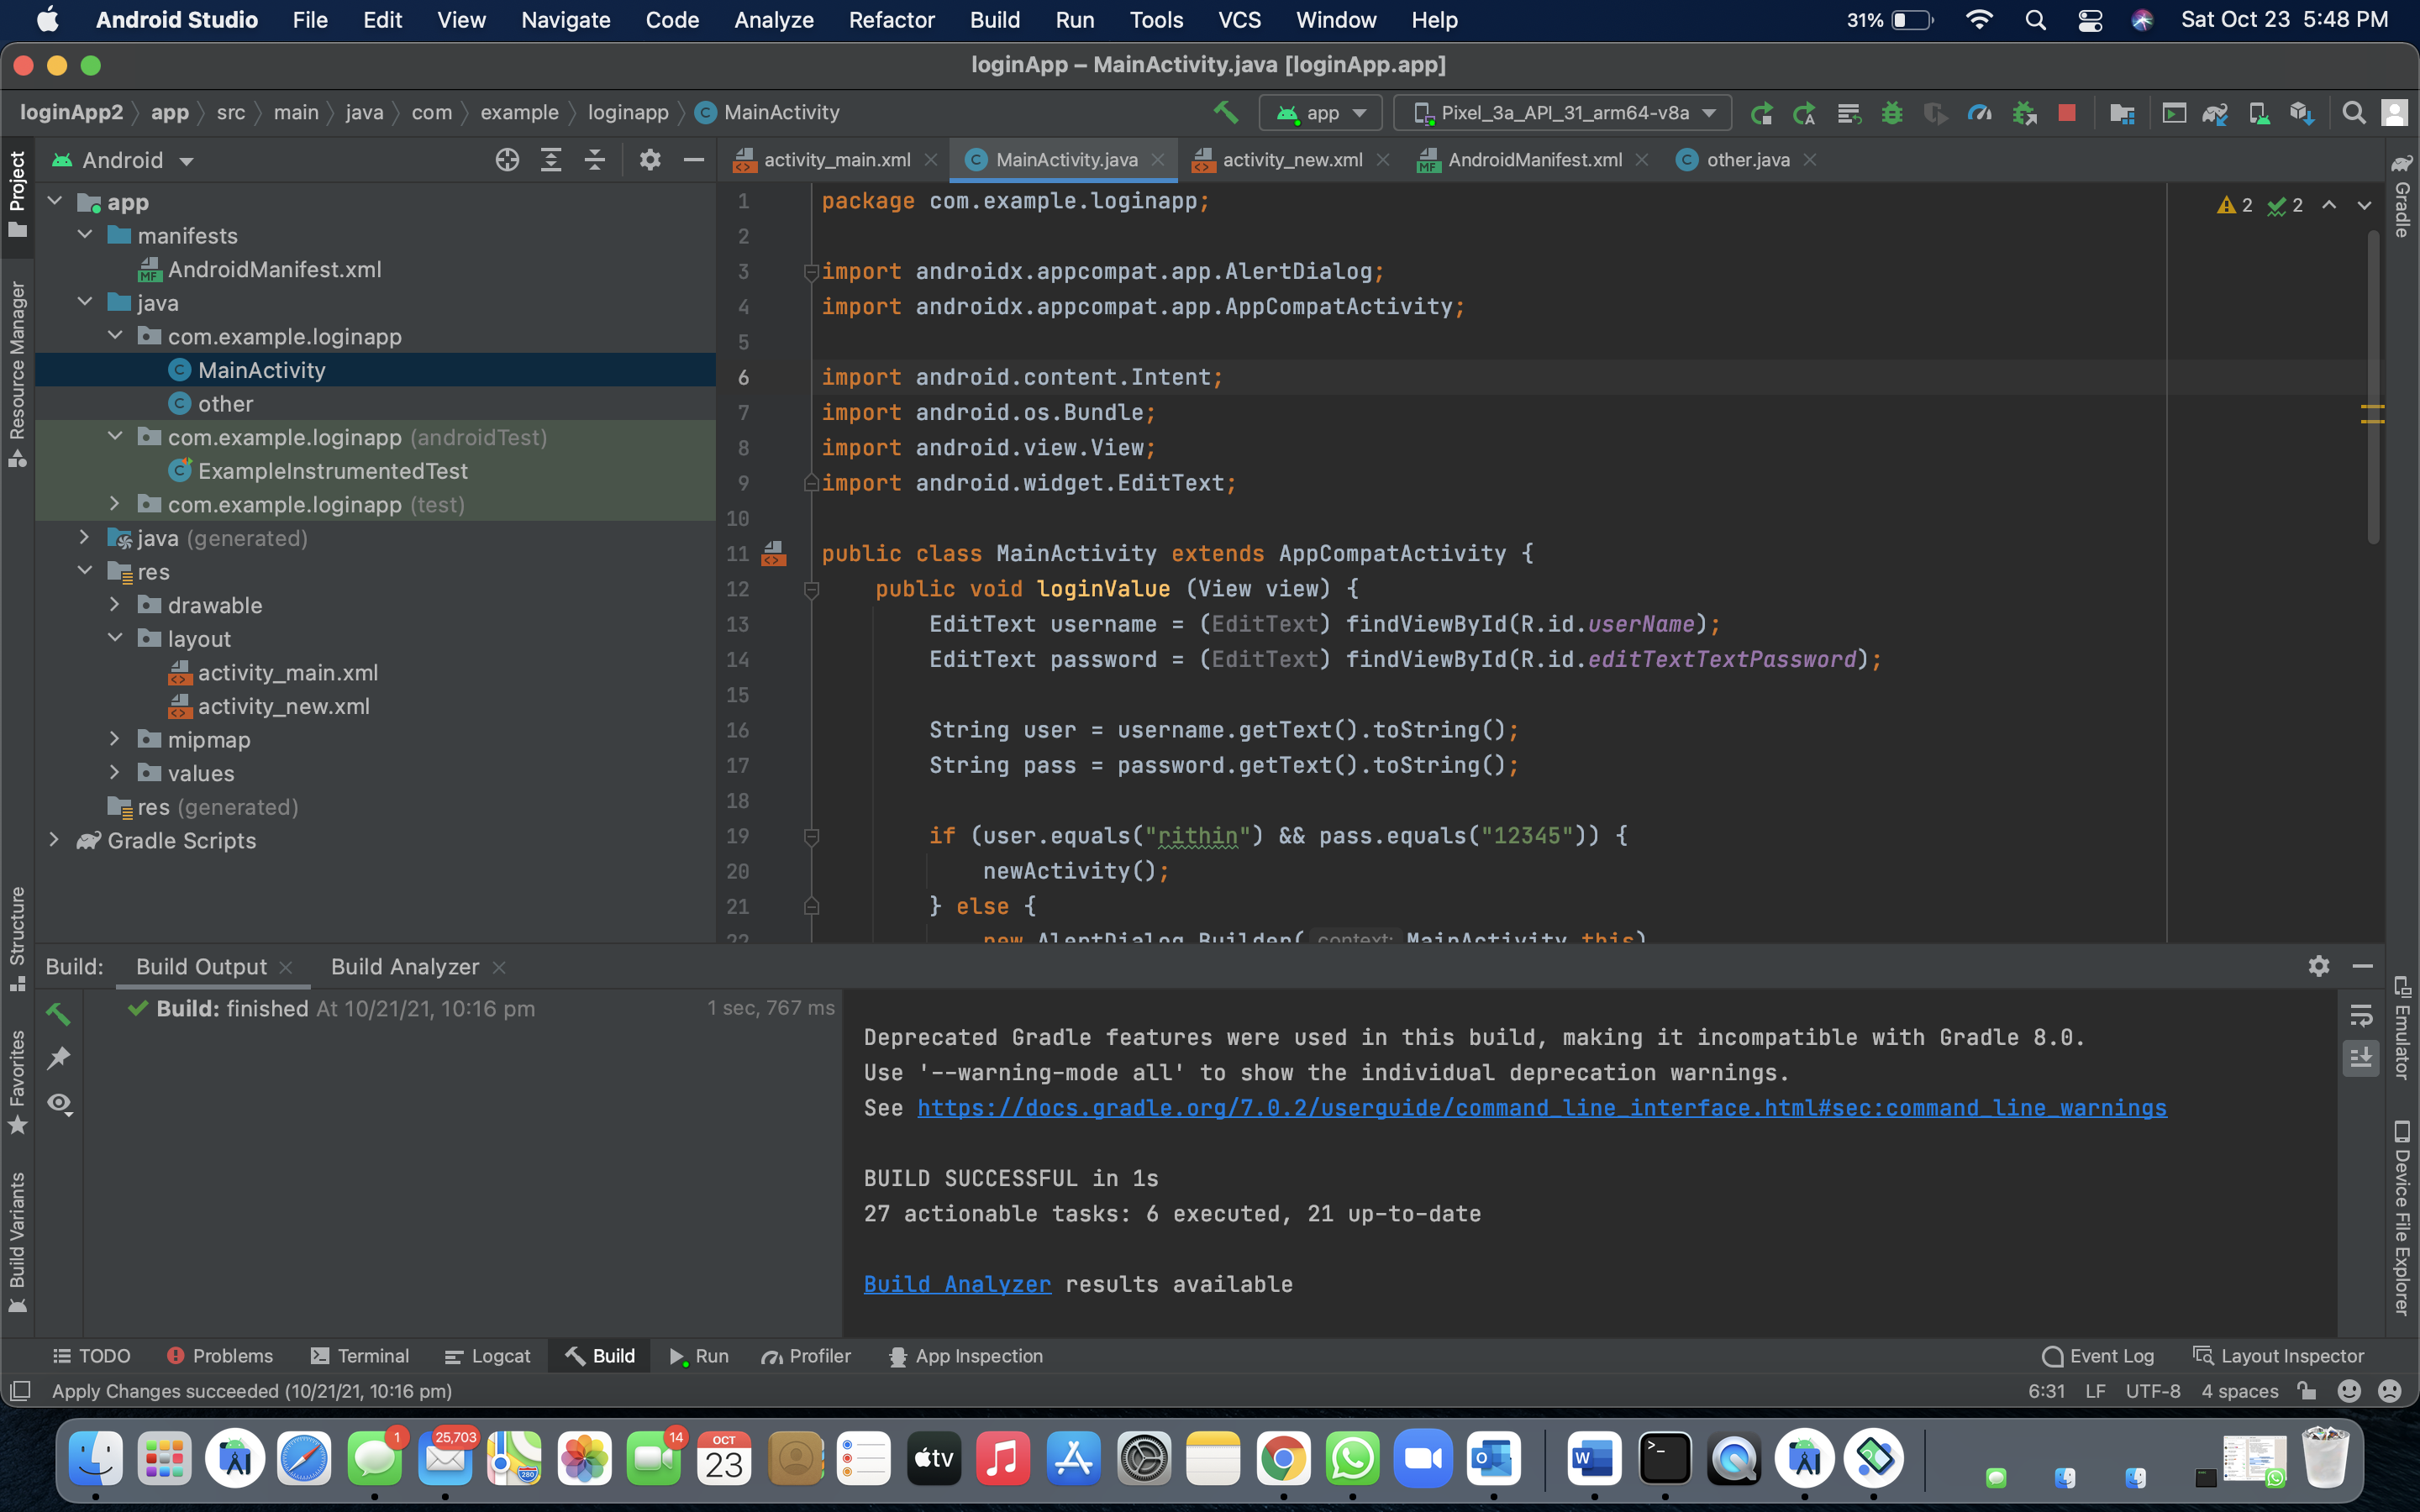 Android Studio File Edit View Navigate Code Analyze Refactor Build Run Tools VCS Window Help 31% Sat Oct 23 5:48 PM
loginApp – MainActivity.java [loginApp.app]
loginApp2 app src main java com example loginapp MainActivity app Pixel_3a_API_31_arm64-v8a
Android activity_main.xml MainActivity.java activity_new.xml AndroidManifest.xml other.java
Project
Resource Manager
Structure
Favorites
Build Variants
app
manifests
AndroidManifest.xml
java
com.example.loginapp
MainActivity
other
com.example.loginapp (androidTest)
ExampleInstrumentedTest
com.example.loginapp (test)
java (generated)
res
drawable
layout
activity_main.xml
activity_new.xml
mipmap
values
res (generated)
Gradle Scripts
2 2
1 package com.example.loginapp;
2
3 import androidx.appcompat.app.AlertDialog;
4 import androidx.appcompat.app.AppCompatActivity;
5
6 import android.content.Intent;
7 import android.os.Bundle;
8 import android.view.View;
9 import android.widget.EditText;
10
11 public class MainActivity extends AppCompatActivity {
12 public void loginValue (View view) {
13 EditText username = (EditText) findViewById(R.id.userName);
14 EditText password = (EditText) findViewById(R.id.editTextTextPassword);
15
16 String user = username.getText().toString();
17 String pass = password.getText().toString();
18
19 if (user.equals("rithin") && pass.equals("12345")) {
20 newActivity();
21 } else {
22 new AlertDialog.Builder( context: MainActivity.this)
Gradle
Emulator
Device File Explorer
Build: Build Output Build Analyzer
Build: finished At 10/21/21, 10:16 pm 1 sec, 767 ms
Deprecated Gradle features were used in this build, making it incompatible with Gradle 8.0.
Use '--warning-mode all' to show the individual deprecation warnings.
See https://docs.gradle.org/7.0.2/userguide/command_line_interface.html#sec:command_line_warnings
BUILD SUCCESSFUL in 1s
27 actionable tasks: 6 executed, 21 up-to-date
Build Analyzer results available
TODO Problems Terminal Logcat Build Run Profiler App Inspection Event Log Layout Inspector
Apply Changes succeeded (10/21/21, 10:16 pm) 6:31 LF UTF-8 4 spaces
1 25,703 280 14 OCT 23 tv W